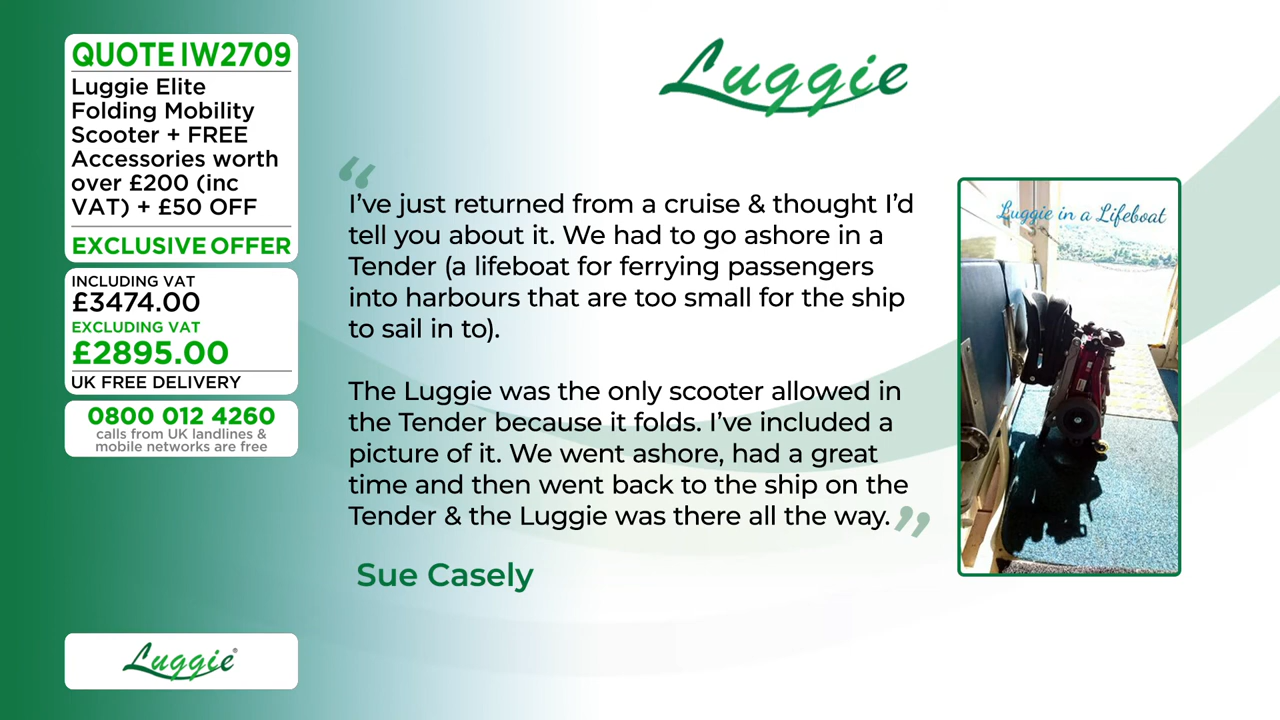 QUOTE IW2709
Luggie Elite
Folding Mobility
Scooter + FREE
Accessories worth
over £200 (inc
VAT) + £50 OFF
EXCLUSIVE OFFER
INCLUDING VAT
£3474.00
EXCLUDING VAT
£2895.00
UK FREE DELIVERY
0800 012 4260
calls from UK landlines &
mobile networks are free
Luggie®
Luggie
“
I’ve just returned from a cruise & thought I’d
tell you about it. We had to go ashore in a
Tender (a lifeboat for ferrying passengers
into harbours that are too small for the ship
to sail in to).
The Luggie was the only scooter allowed in
the Tender because it folds. I’ve included a
picture of it. We went ashore, had a great
time and then went back to the ship on the
Tender & the Luggie was there all the way. ”
Sue Casely
Luggie in a Lifeboat